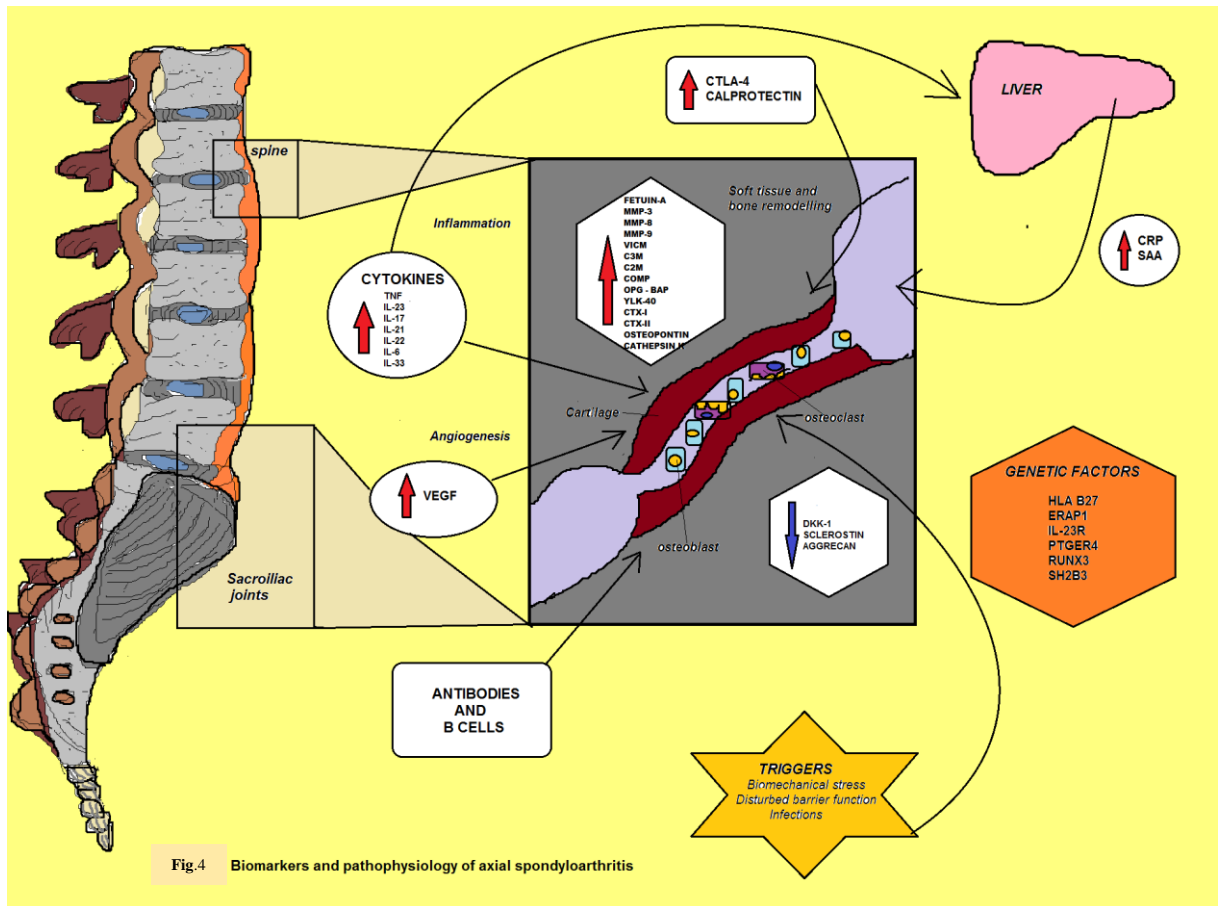 CTLA-4
CALPROTECTIN
LIVER
spine
Soft tissue and
bone remodelling
Inflammation
FETUIN-A
MMP-3
MMP-8
MMP-9
VICM
C3M
C2M
COMP
OPG - BAP
YLK-40
CTX-I
CTX-II
OSTEOPONTIN
CATHEPSIN K
CRP
SAA
CYTOKINES
TNF
IL-23
IL-17
IL-21
IL-22
IL-6
IL-33
Cartilage
osteoclast
Angiogenesis
VEGF
GENETIC FACTORS
HLA B27
ERAP1
IL-23R
PTGER4
RUNX3
SH2B3
DKK-1
SCLEROSTIN
AGGRECAN
osteoblast
Sacroiliac
joints
ANTIBODIES
AND
B CELLS
TRIGGERS
Biomechanical stress
Disturbed barrier function
Infections
Fig.4 Biomarkers and pathophysiology of axial spondyloarthritis